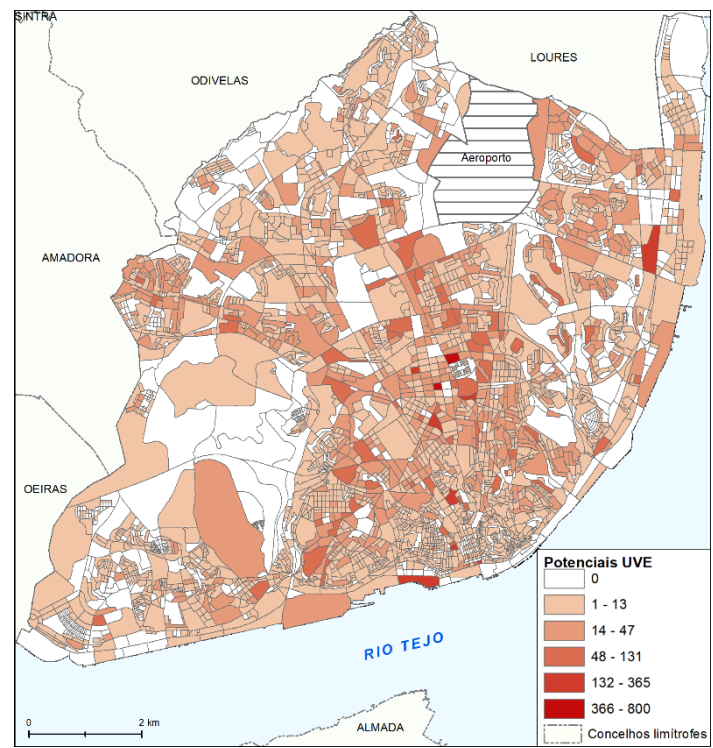 SINTRA
ODIVELAS
LOURES
Aeroporto
AMADORA
OEIRAS
RIO TEJO
ALMADA
0 2 km
Potenciais UVE
0
1 - 13
14 - 47
48 - 131
132 - 365
366 - 800
Concelhos limítrofes